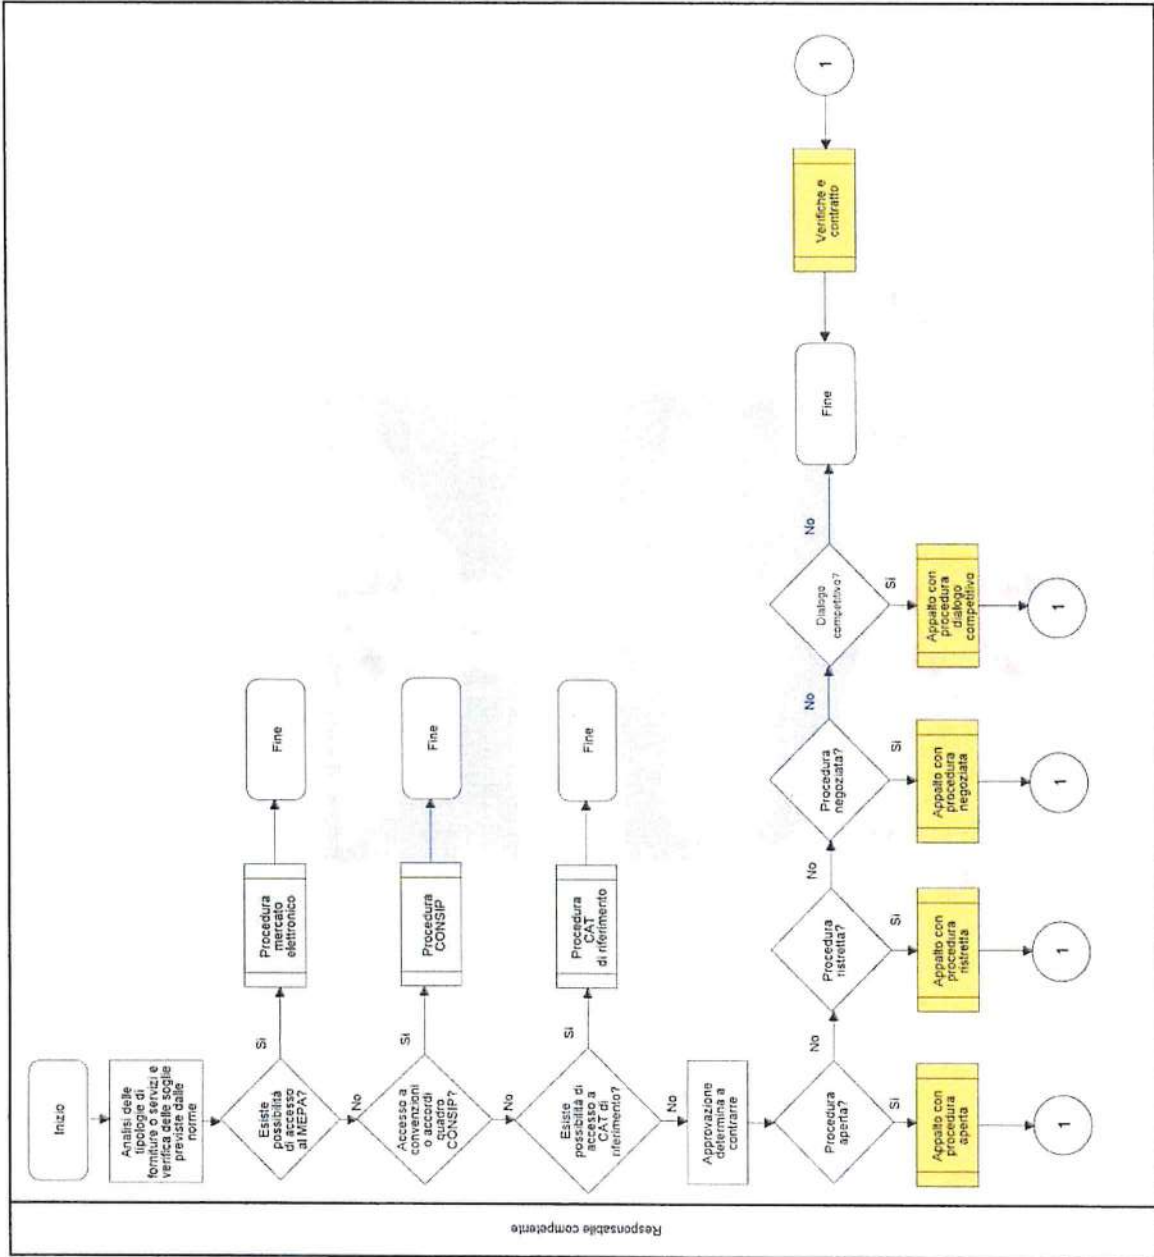 Responsabile competente
Inizio
Analisi delle
tipologie di
forniture o servizi e
verifica delle soglie
previste dalle
norme
Esiste
possibilità
di accesso
al MEPA?
Si
Procedura
mercato
elettronico
Fine
No
Accesso a
convenzioni
o accordi
quadro
CONSIP?
Si
Procedura
CONSIP
Fine
No
Esiste
possibilità di
accesso a
CAT di
riferimento?
Si
Procedura
CAT
di riferimento
Fine
No
Approvazione
determina a
contrarre
Procedura
aperta?
No
Procedura
ristretta?
No
Procedura
negoziata?
No
Dialogo
competitivo?
No
Fine
Verifiche e
contratto
1
Si
Appalto con
procedura
aperta
1
Si
Appalto con
procedura
ristretta
1
Si
Appalto con
procedura
negoziata
1
Si
Appalto con
procedura
dialogo
competitivo
1